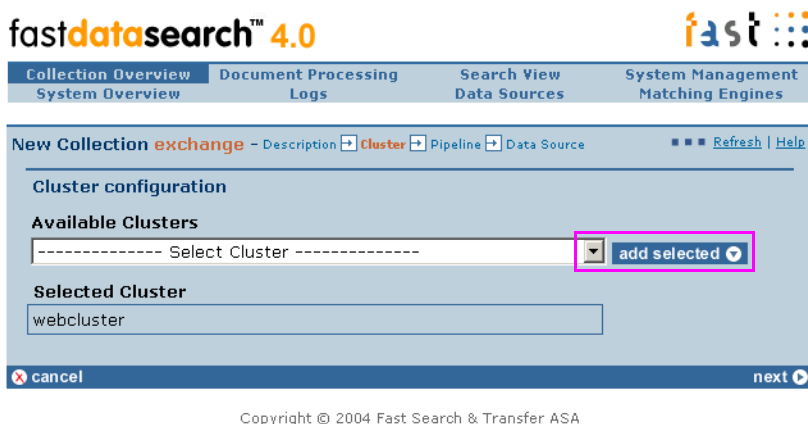 fastdatasearch™ 4.0 fast
Collection Overview Document Processing Search View System Management
System Overview Logs Data Sources Matching Engines
New Collection exchange – Description Cluster Pipeline Data Source Refresh | Help
Cluster configuration
Available Clusters
-------------- Select Cluster -------------- add selected
Selected Cluster
webcluster
cancel next
Copyright © 2004 Fast Search & Transfer ASA